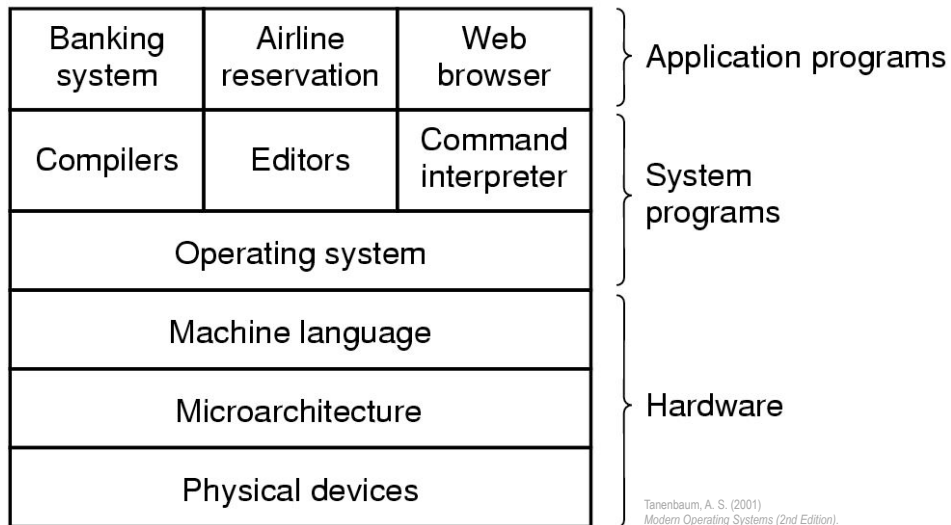 Banking
system
Airline
reservation
Web
browser
Application programs
Compilers
Editors
Command
interpreter
System
programs
Operating system
Machine language
Microarchitecture
Hardware
Physical devices
Tanenbaum, A. S. (2001)
Modern Operating Systems (2nd Edition).